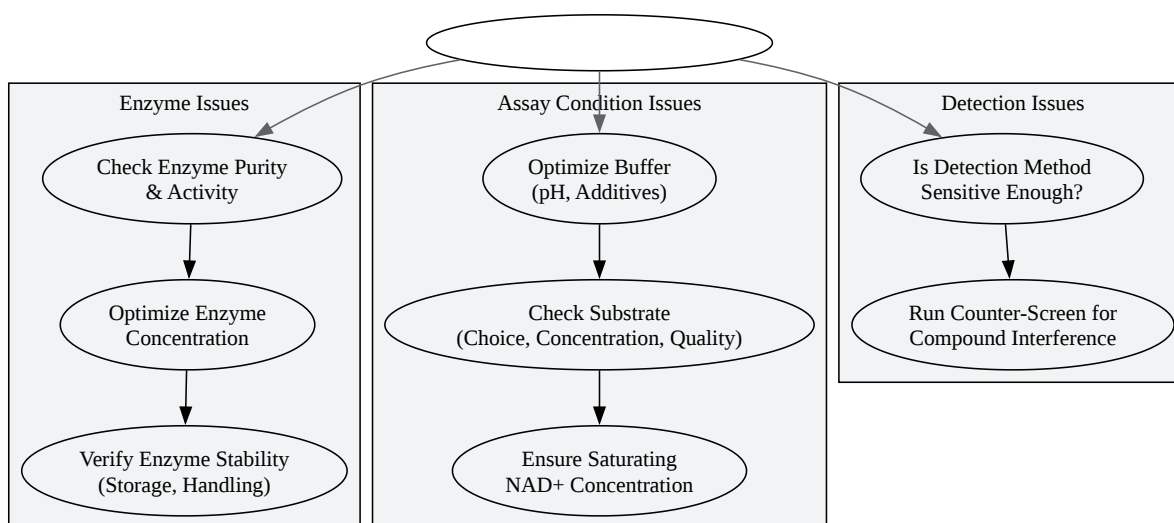 Enzyme Issues
Check Enzyme Purity
& Activity
Optimize Enzyme
Concentration
Verify Enzyme Stability
(Storage, Handling)
Assay Condition Issues
Optimize Buffer
(pH, Additives)
Check Substrate
(Choice, Concentration, Quality)
Ensure Saturating
NAD+ Concentration
Detection Issues
Is Detection Method
Sensitive Enough?
Run Counter-Screen for
Compound Interference